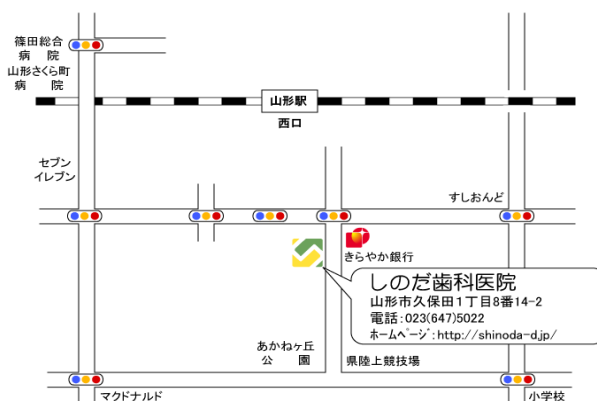 篠田総合
病　院
山形さくら町
病　院
山形駅
西口
セブン
イレブン
すしおんど
きらやか銀行
しのだ歯科医院
山形市久保田1丁目8番14-2
電話:023(647)5022
ホームページ:http://shinoda-d.jp/
あかねヶ丘
公　園
県陸上競技場
マクドナルド
小学校